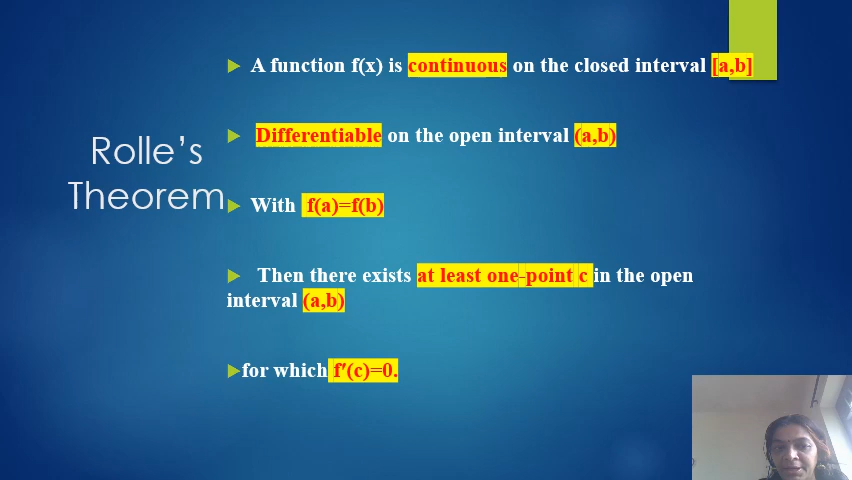 Rolle’s
Theorem
A function f(x) is continuous on the closed interval [a,b]
Differentiable on the open interval (a,b)
With f(a)=f(b)
Then there exists at least one-point c in the open
interval (a,b)
for which f′(c)=0.